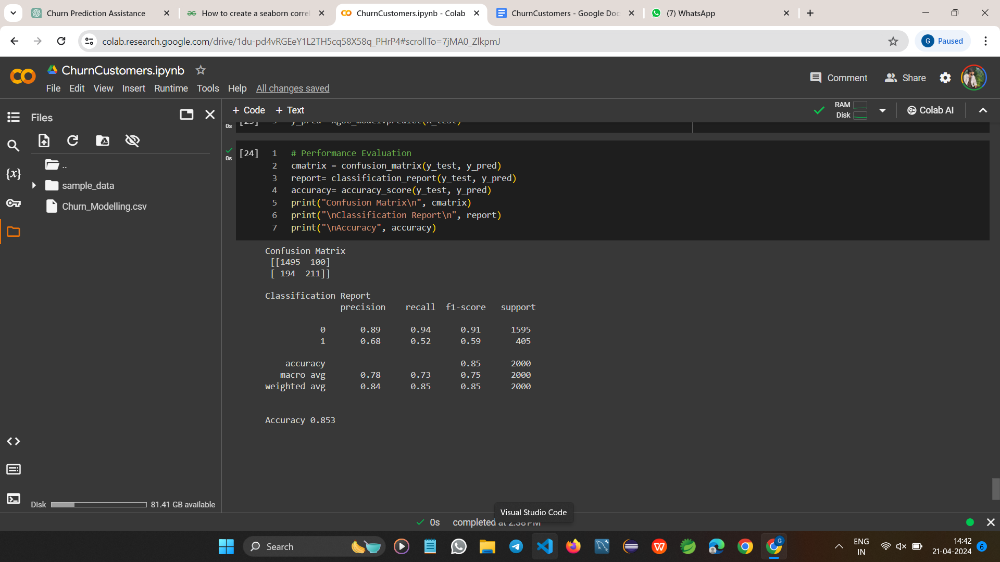 Churn Prediction Assistance
How to create a seaborn correl
ChurnCustomers.ipynb - Colab
ChurnCustomers - Google Doc
(7) WhatsApp
colab.research.google.com/drive/1du-pd4vRGEeY1L2TH5cq58X58q_PHrP4#scrollTo=7jMA0_ZlkpmJ
G Paused
ChurnCustomers.ipynb
File Edit View Insert Runtime Tools Help All changes saved
Comment Share
Files
+ Code + Text
RAM
Disk
Colab AI
..
sample_data
Churn_Modelling.csv
Disk 81.41 GB available
0s
[24]
0s
1 # Performance Evaluation
2 cmatrix = confusion_matrix(y_test, y_pred)
3 report= classification_report(y_test, y_pred)
4 accuracy= accuracy_score(y_test, y_pred)
5 print("Confusion Matrix\n", cmatrix)
6 print("\nClassification Report\n", report)
7 print("\nAccuracy", accuracy)
Confusion Matrix
[[1495 100]
[ 194 211]]
Classification Report
precision recall f1-score support
0 0.89 0.94 0.91 1595
1 0.68 0.52 0.59 405
accuracy 0.85 2000
macro avg 0.78 0.73 0.75 2000
weighted avg 0.84 0.85 0.85 2000
Accuracy 0.853
Visual Studio Code
0s completed at 2:38 PM
Search
ENG
IN
14:42
21-04-2024
6